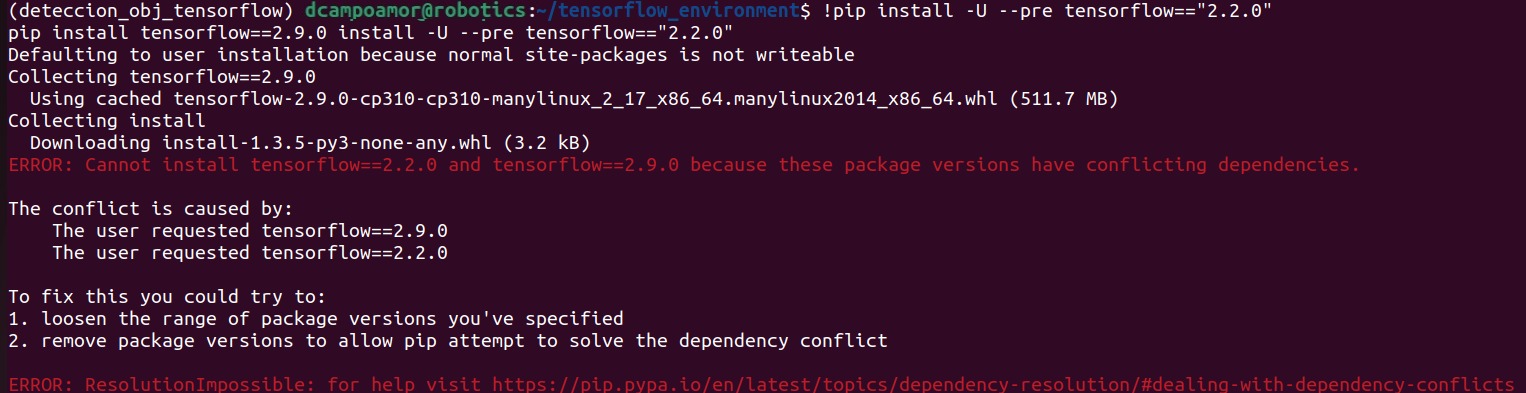 (deteccion_obj_tensorflow) dcampoamor@robotics:~/tensorflow_environment$ !pip install -U --pre tensorflow=="2.2.0"
pip install tensorflow==2.9.0 install -U --pre tensorflow=="2.2.0"
Defaulting to user installation because normal site-packages is not writeable
Collecting tensorflow==2.9.0
  Using cached tensorflow-2.9.0-cp310-cp310-manylinux_2_17_x86_64.manylinux2014_x86_64.whl (511.7 MB)
Collecting install
  Downloading install-1.3.5-py3-none-any.whl (3.2 kB)
ERROR: Cannot install tensorflow==2.2.0 and tensorflow==2.9.0 because these package versions have conflicting dependencies.
The conflict is caused by:
    The user requested tensorflow==2.9.0
    The user requested tensorflow==2.2.0
To fix this you could try to:
1. loosen the range of package versions you've specified
2. remove package versions to allow pip attempt to solve the dependency conflict
ERROR: ResolutionImpossible: for help visit https://pip.pypa.io/en/latest/topics/dependency-resolution/#dealing-with-dependency-conflicts